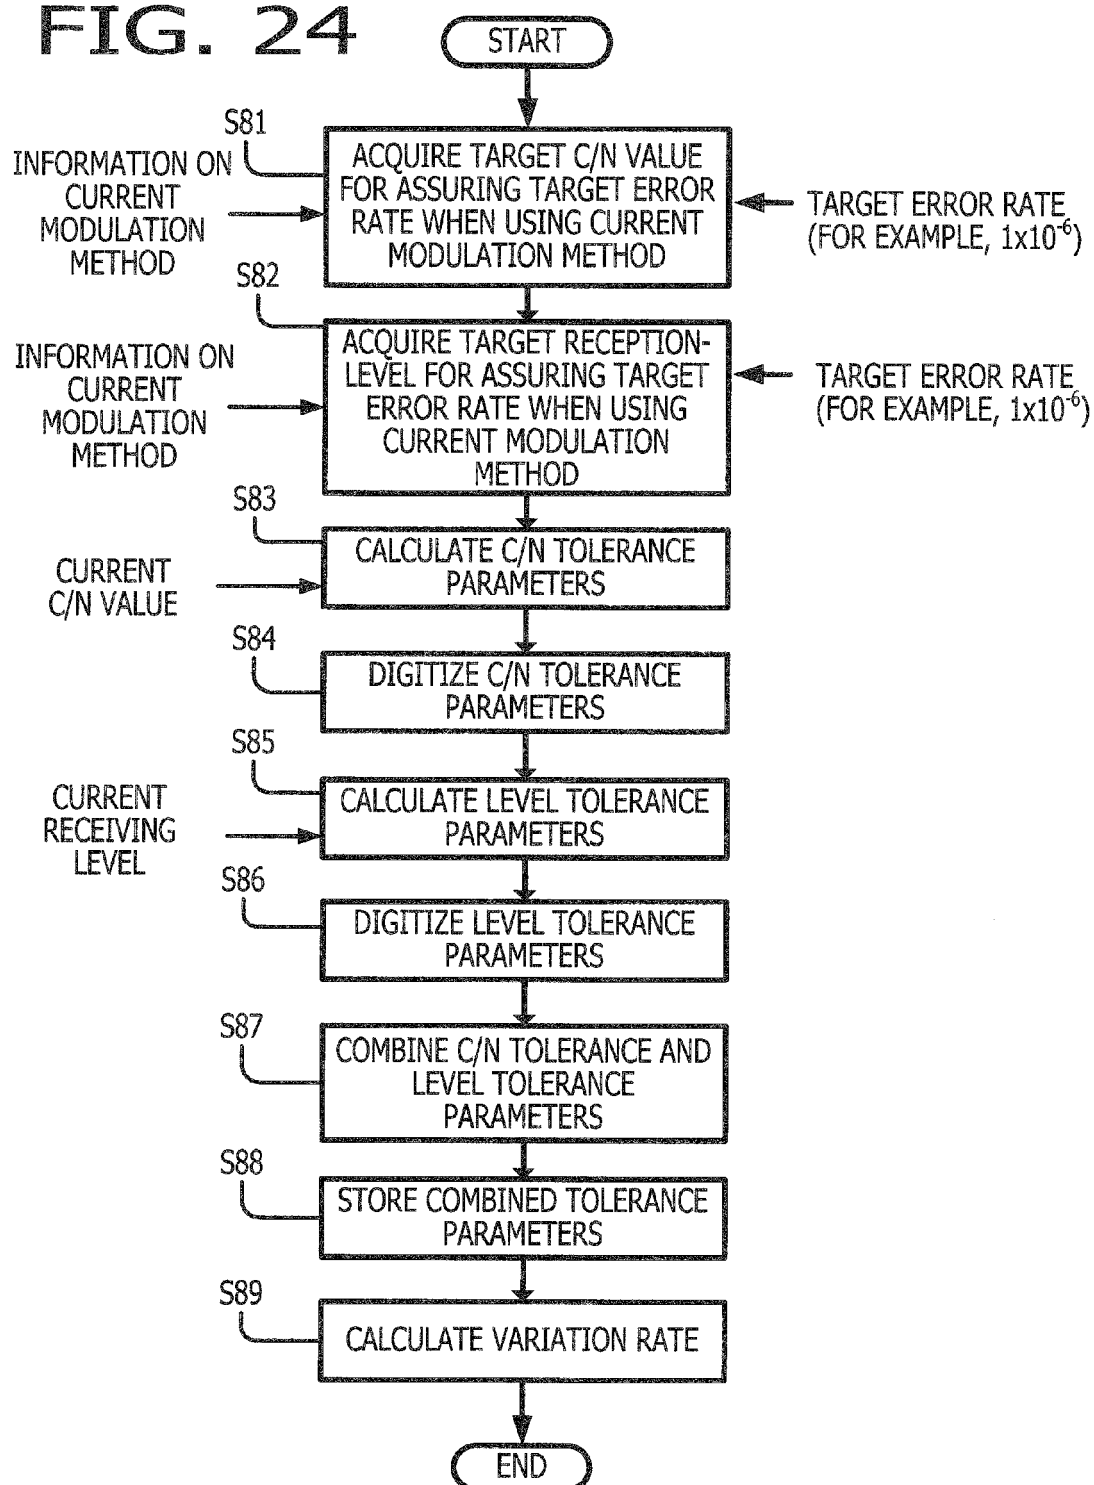 FIG. 24
START
S81
INFORMATION ON
CURRENT
MODULATION
METHOD
ACQUIRE TARGET C/N VALUE
FOR ASSURING TARGET ERROR
RATE WHEN USING CURRENT
MODULATION METHOD
TARGET ERROR RATE
(FOR EXAMPLE, 1x10⁻⁶)
S82
INFORMATION ON
CURRENT
MODULATION
METHOD
ACQUIRE TARGET RECEPTION-
LEVEL FOR ASSURING TARGET
ERROR RATE WHEN USING
CURRENT MODULATION
METHOD
TARGET ERROR RATE
(FOR EXAMPLE, 1x10⁻⁶)
S83
CURRENT
C/N VALUE
CALCULATE C/N TOLERANCE
PARAMETERS
S84
DIGITIZE C/N TOLERANCE
PARAMETERS
S85
CURRENT
RECEIVING
LEVEL
CALCULATE LEVEL TOLERANCE
PARAMETERS
S86
DIGITIZE LEVEL TOLERANCE
PARAMETERS
S87
COMBINE C/N TOLERANCE AND
LEVEL TOLERANCE
PARAMETERS
S88
STORE COMBINED TOLERANCE
PARAMETERS
S89
CALCULATE VARIATION RATE
END